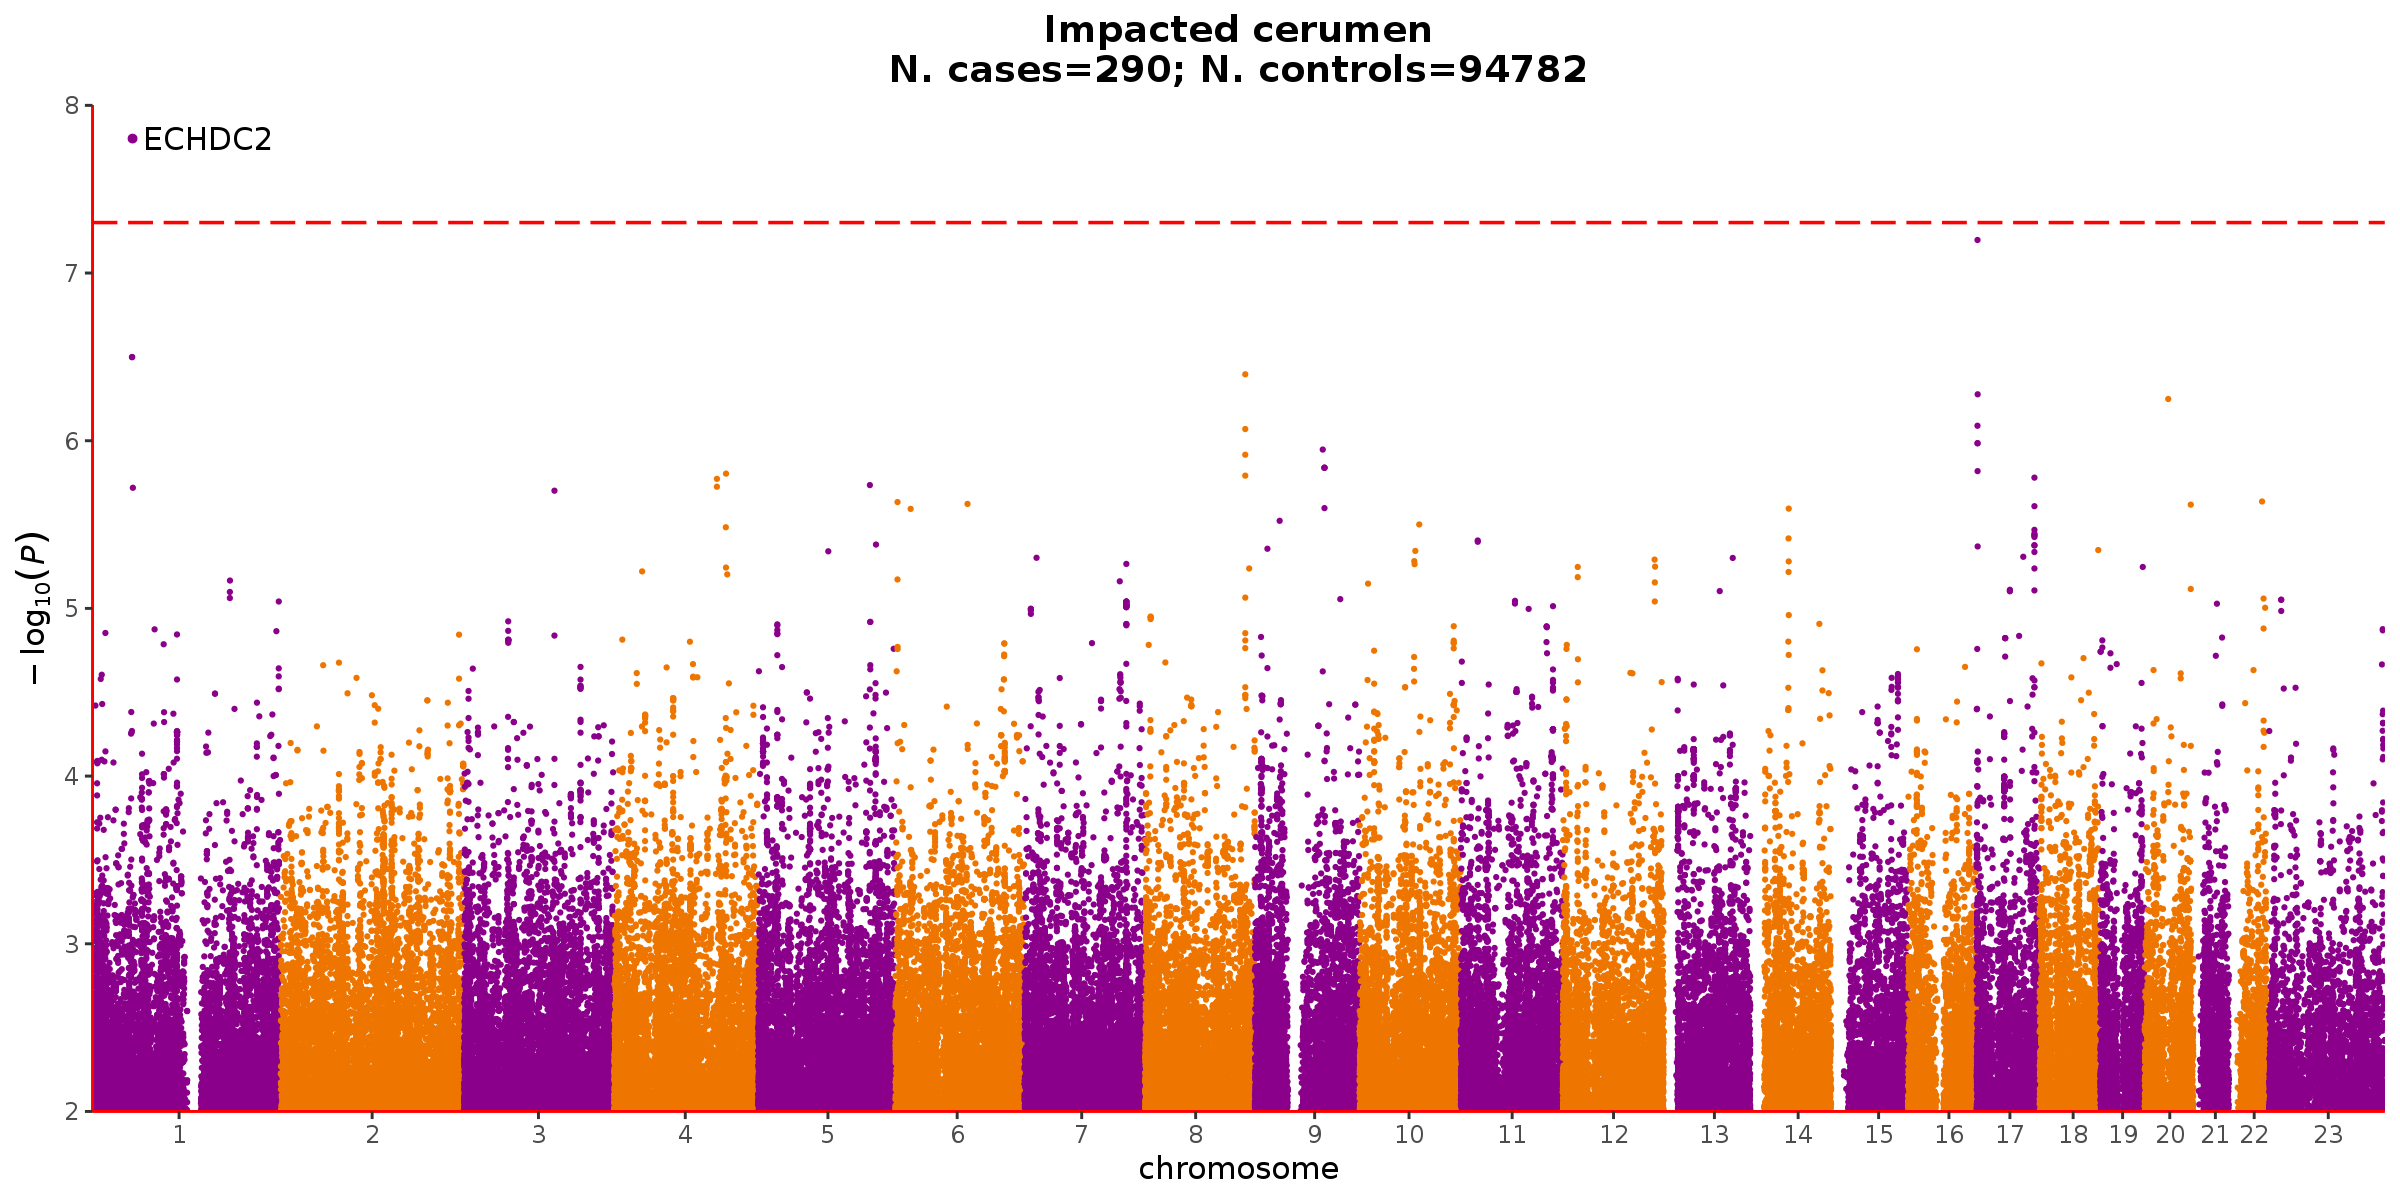 Impacted cerumen
N. cases=290; N. controls=94782
8
ECHDC2
7
6
5
4
3
2
−log₁₀(P)
1 2 3 4 5 6 7 8 9 10 11 12 13 14 15 16 17 18 19 20 21 22 23
chromosome